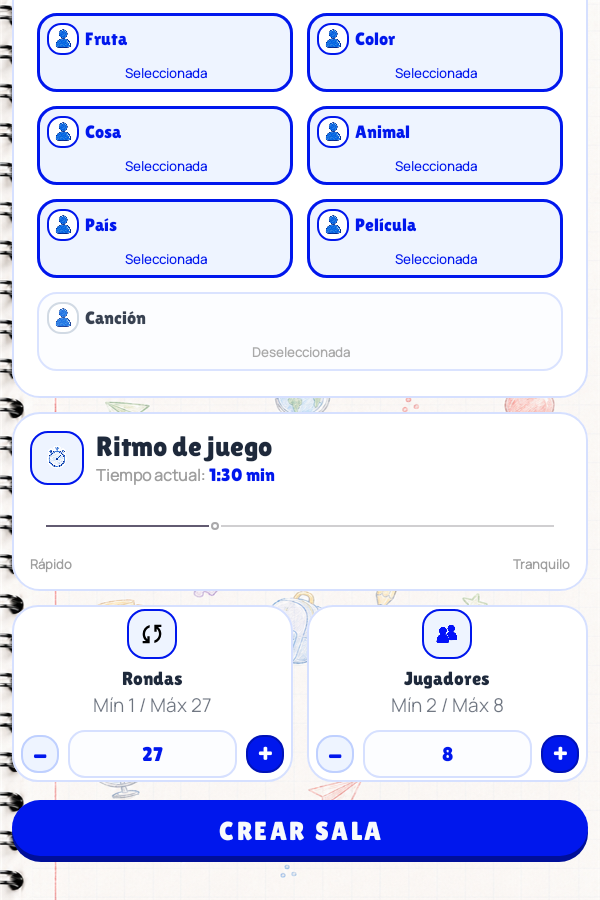 Fruta
Color
Seleccionada
Seleccionada
Cosa
Animal
Seleccionada
Seleccionada
País
Película
Seleccionada
Seleccionada
Canción
Deseleccionada
Ritmo de juego
Tiempo actual: 1:30 min
Rápido
Tranquilo
Rondas
Mín 1 / Máx 27
– 27 +
Jugadores
Mín 2 / Máx 8
– 8 +
CREAR SALA